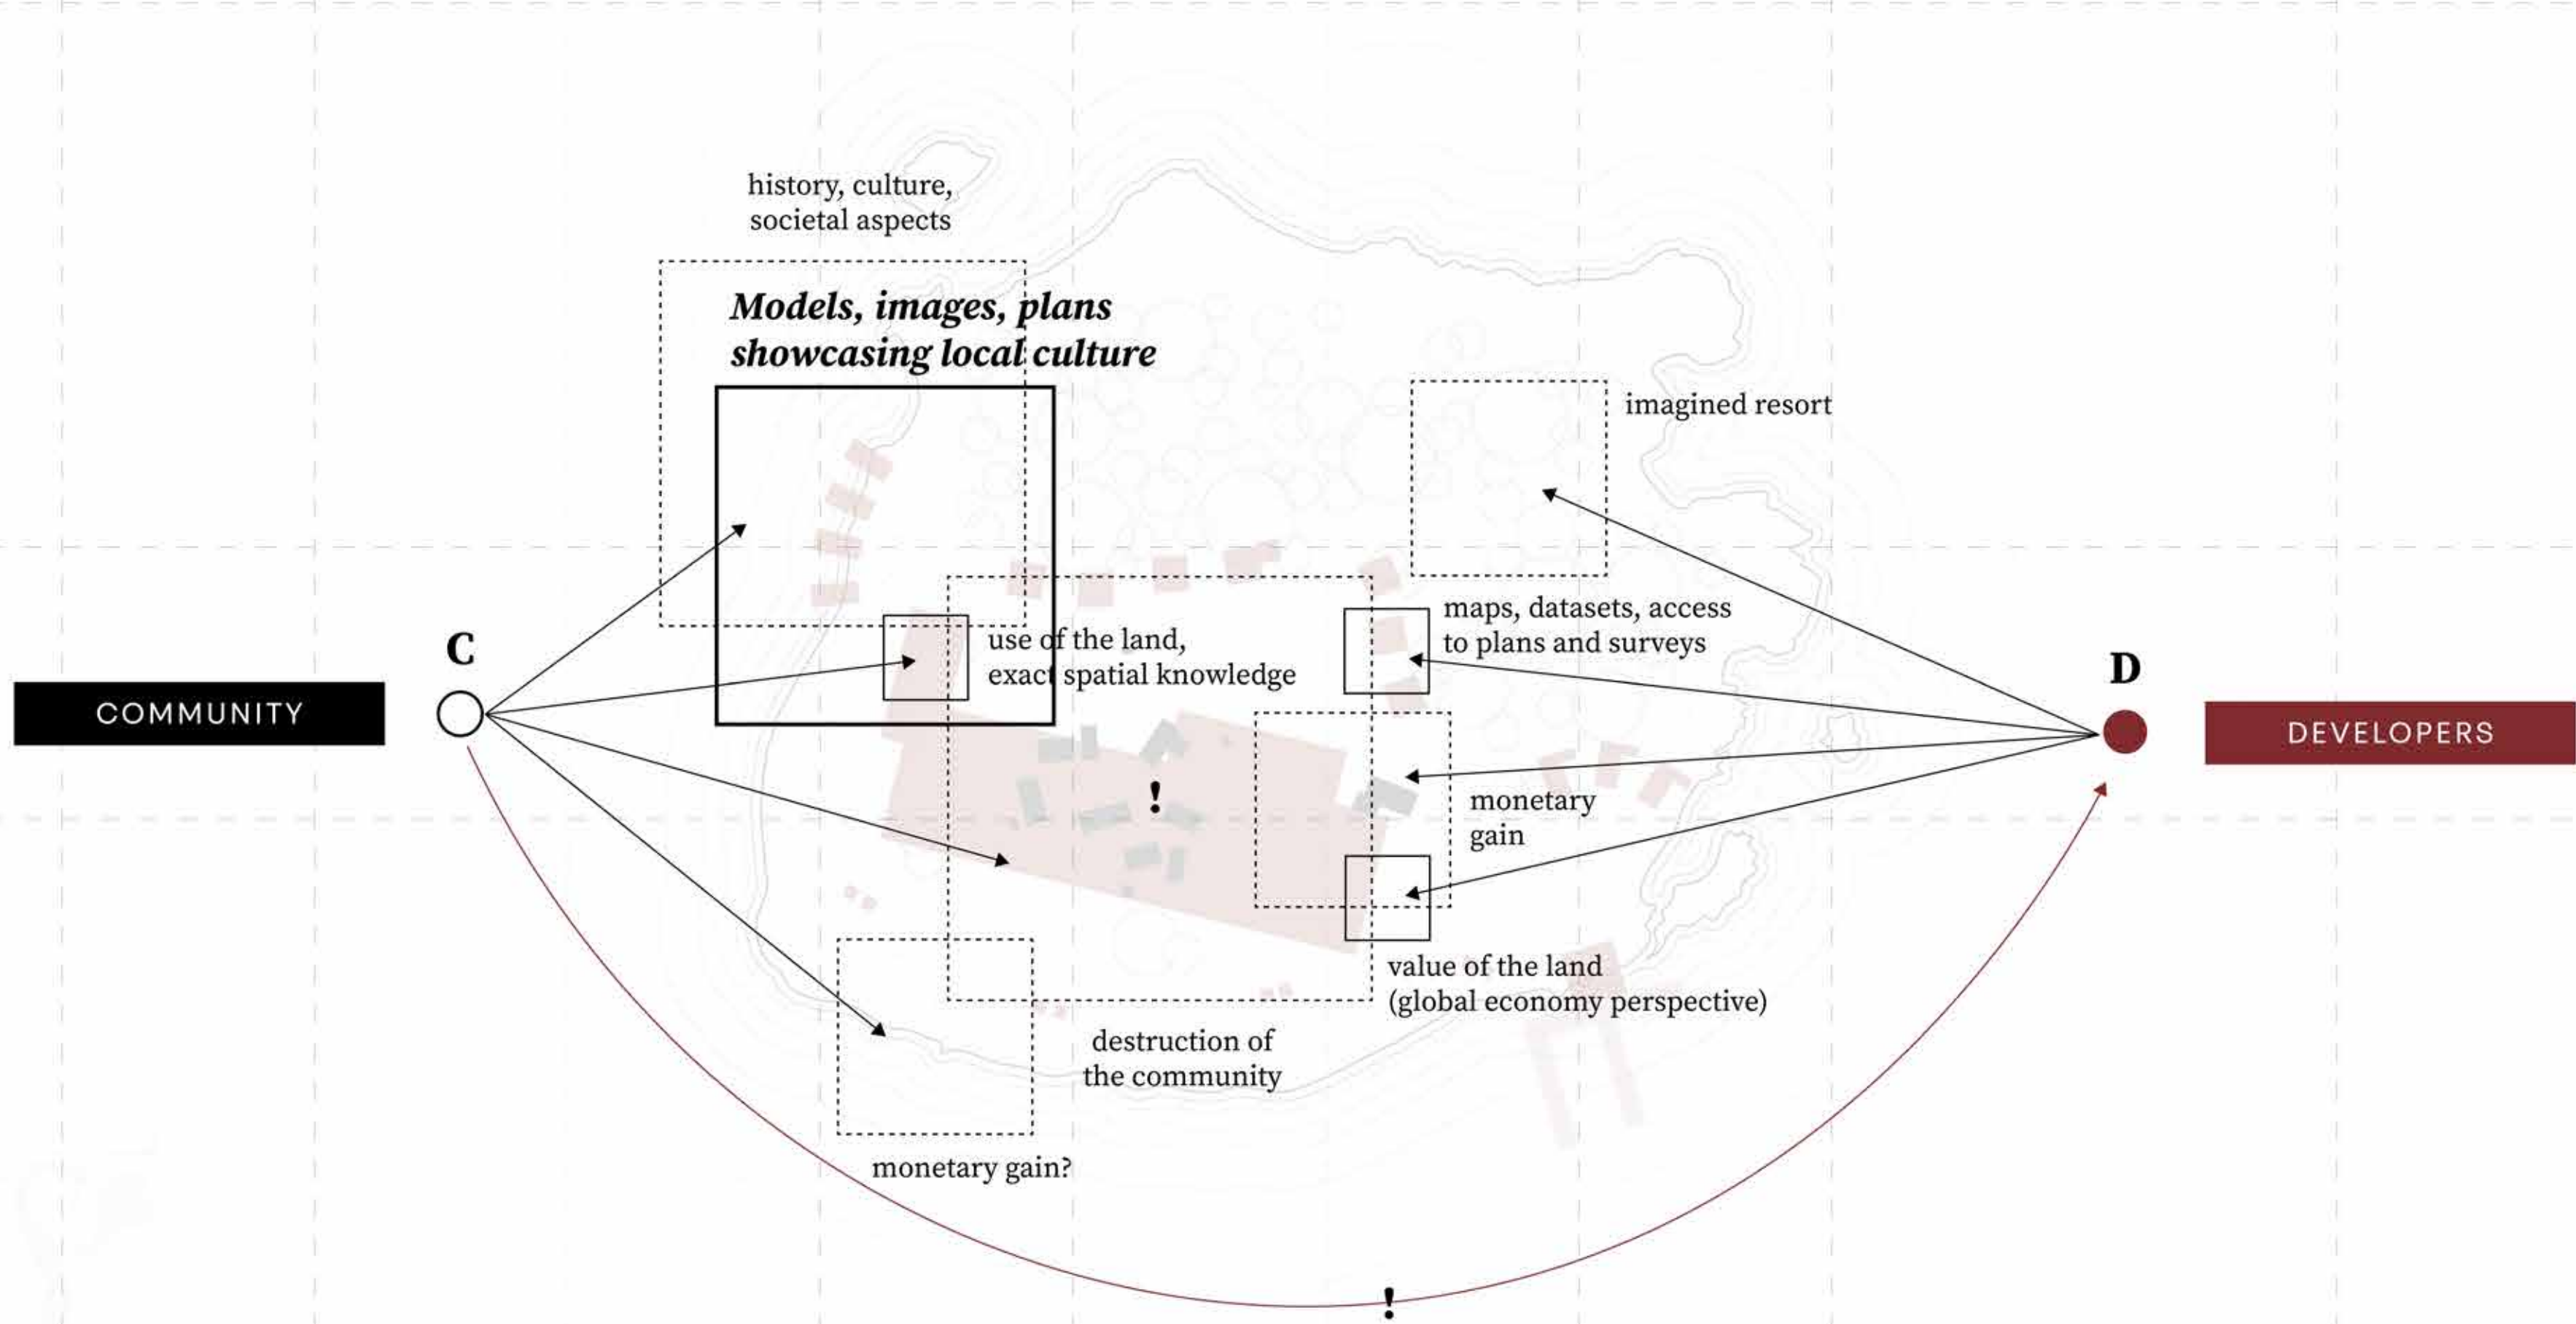 history, culture,
societal aspects
Models, images, plans
showcasing local culture
imagined resort
maps, datasets, access
to plans and surveys
use of the land,
exact spatial knowledge
C
COMMUNITY
D
DEVELOPERS
!
monetary
gain
value of the land
(global economy perspective)
destruction of
the community
monetary gain?
!